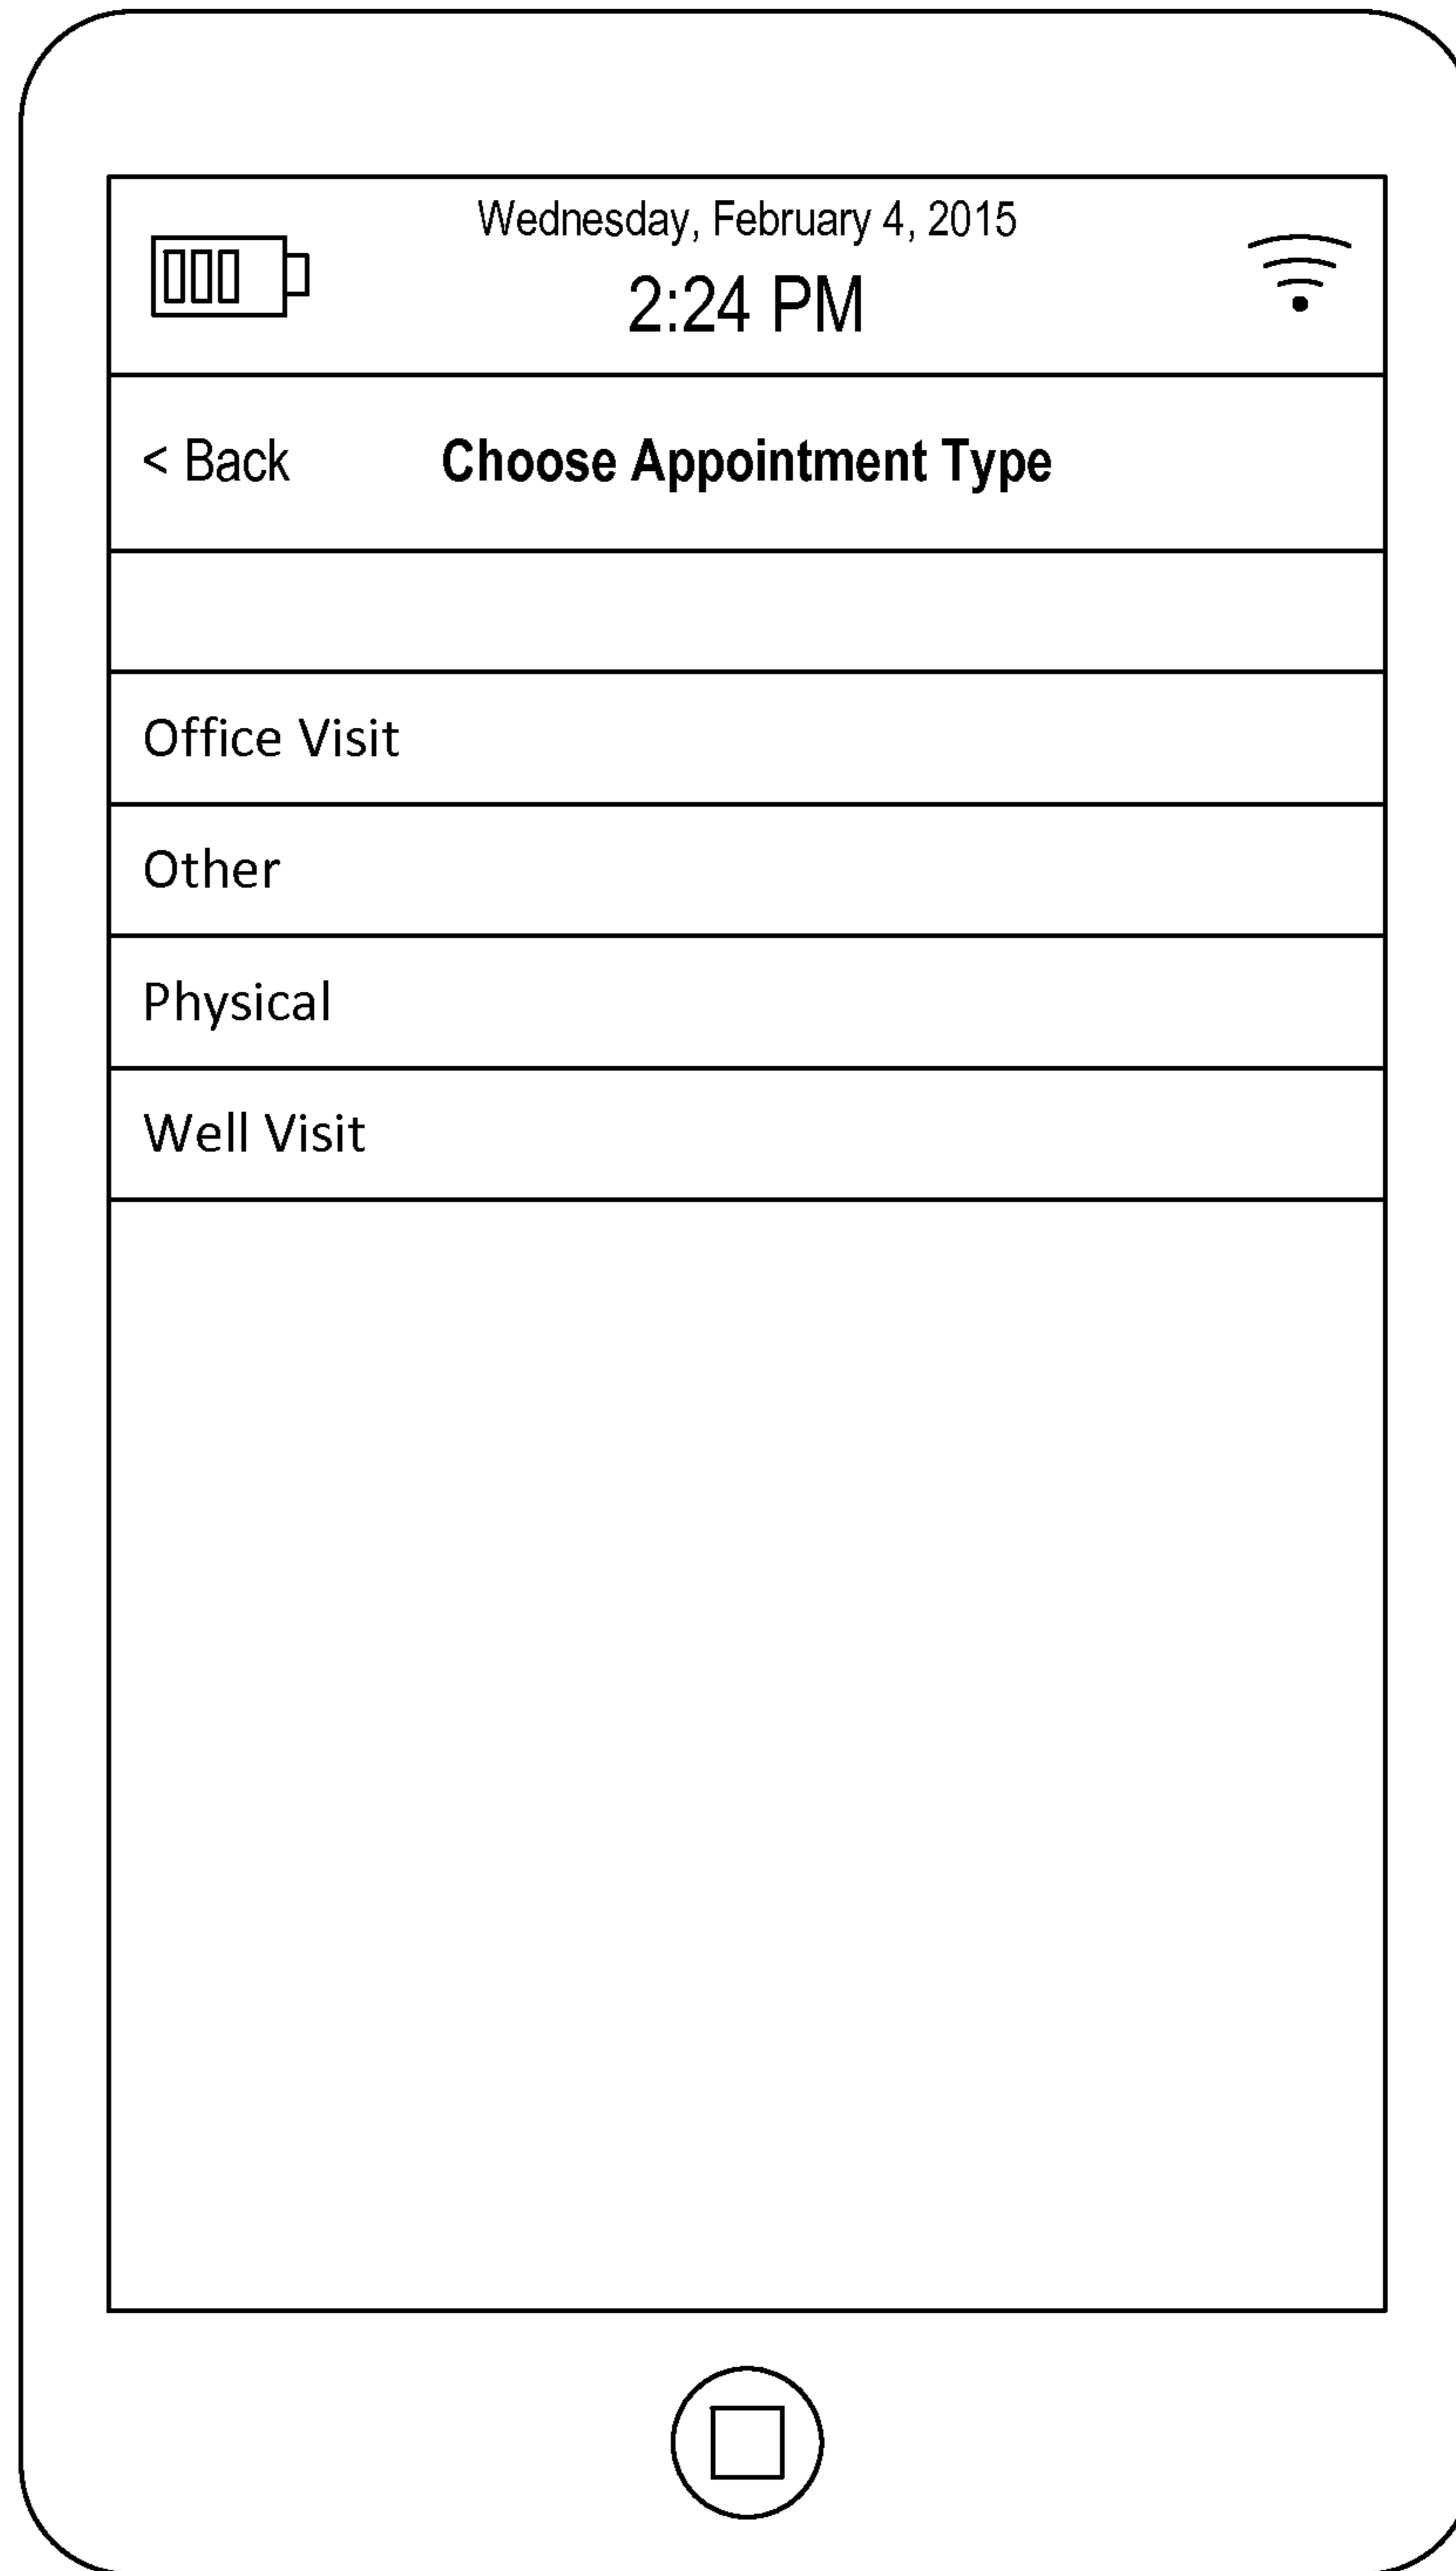 Wednesday, February 4, 2015
2:24 PM
< Back Choose Appointment Type
Office Visit
Other
Physical
Well Visit